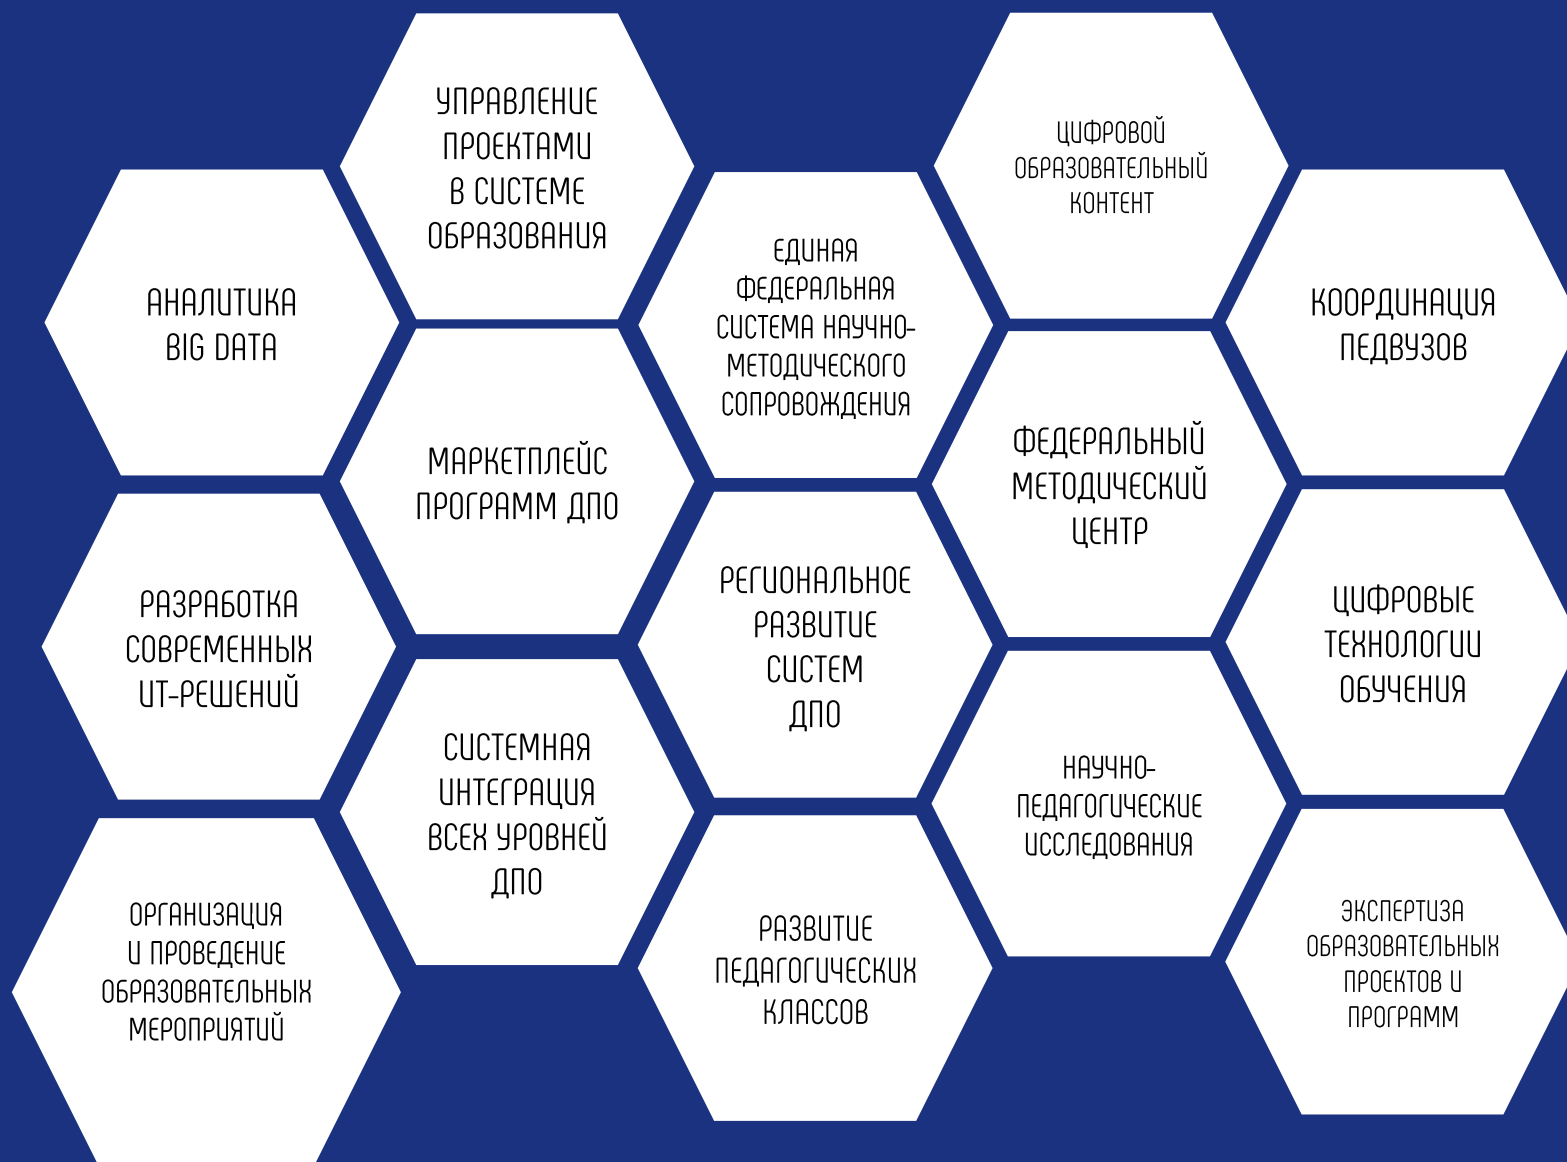 УПРАВЛЕНИЕ
ПРОЕКТАМИ
В СИСТЕМЕ
ОБРАЗОВАНИЯ
ЦИФРОВОЙ
ОБРАЗОВАТЕЛЬНЫЙ
КОНТЕНТ
АНАЛИТИКА
BIG DATA
ЕДИНАЯ
ФЕДЕРАЛЬНАЯ
СИСТЕМА НАУЧНО-
МЕТОДИЧЕСКОГО
СОПРОВОЖДЕНИЯ
КООРДИНАЦИЯ
ПЕДВУЗОВ
МАРКЕТПЛЕЙС
ПРОГРАММ ДПО
ФЕДЕРАЛЬНЫЙ
МЕТОДИЧЕСКИЙ
ЦЕНТР
РАЗРАБОТКА
СОВРЕМЕННЫХ
ИТ-РЕШЕНИЙ
РЕГИОНАЛЬНОЕ
РАЗВИТИЕ
СИСТЕМ
ДПО
ЦИФРОВЫЕ
ТЕХНОЛОГИИ
ОБУЧЕНИЯ
СИСТЕМНАЯ
ИНТЕГРАЦИЯ
ВСЕХ УРОВНЕЙ
ДПО
НАУЧНО-
ПЕДАГОГИЧЕСКИЕ
ИССЛЕДОВАНИЯ
ОРГАНИЗАЦИЯ
И ПРОВЕДЕНИЕ
ОБРАЗОВАТЕЛЬНЫХ
МЕРОПРИЯТИЙ
РАЗВИТИЕ
ПЕДАГОГИЧЕСКИХ
КЛАССОВ
ЭКСПЕРТИЗА
ОБРАЗОВАТЕЛЬНЫХ
ПРОЕКТОВ И
ПРОГРАММ